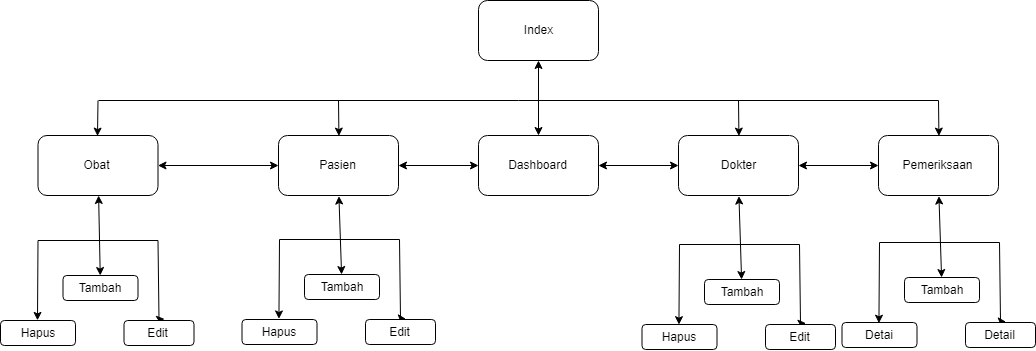 Index
Obat
Pasien
Dashboard
Dokter
Pemeriksaan
Tambah
Hapus
Edit
Tambah
Hapus
Edit
Tambah
Hapus
Edit
Tambah
Detai
Detail